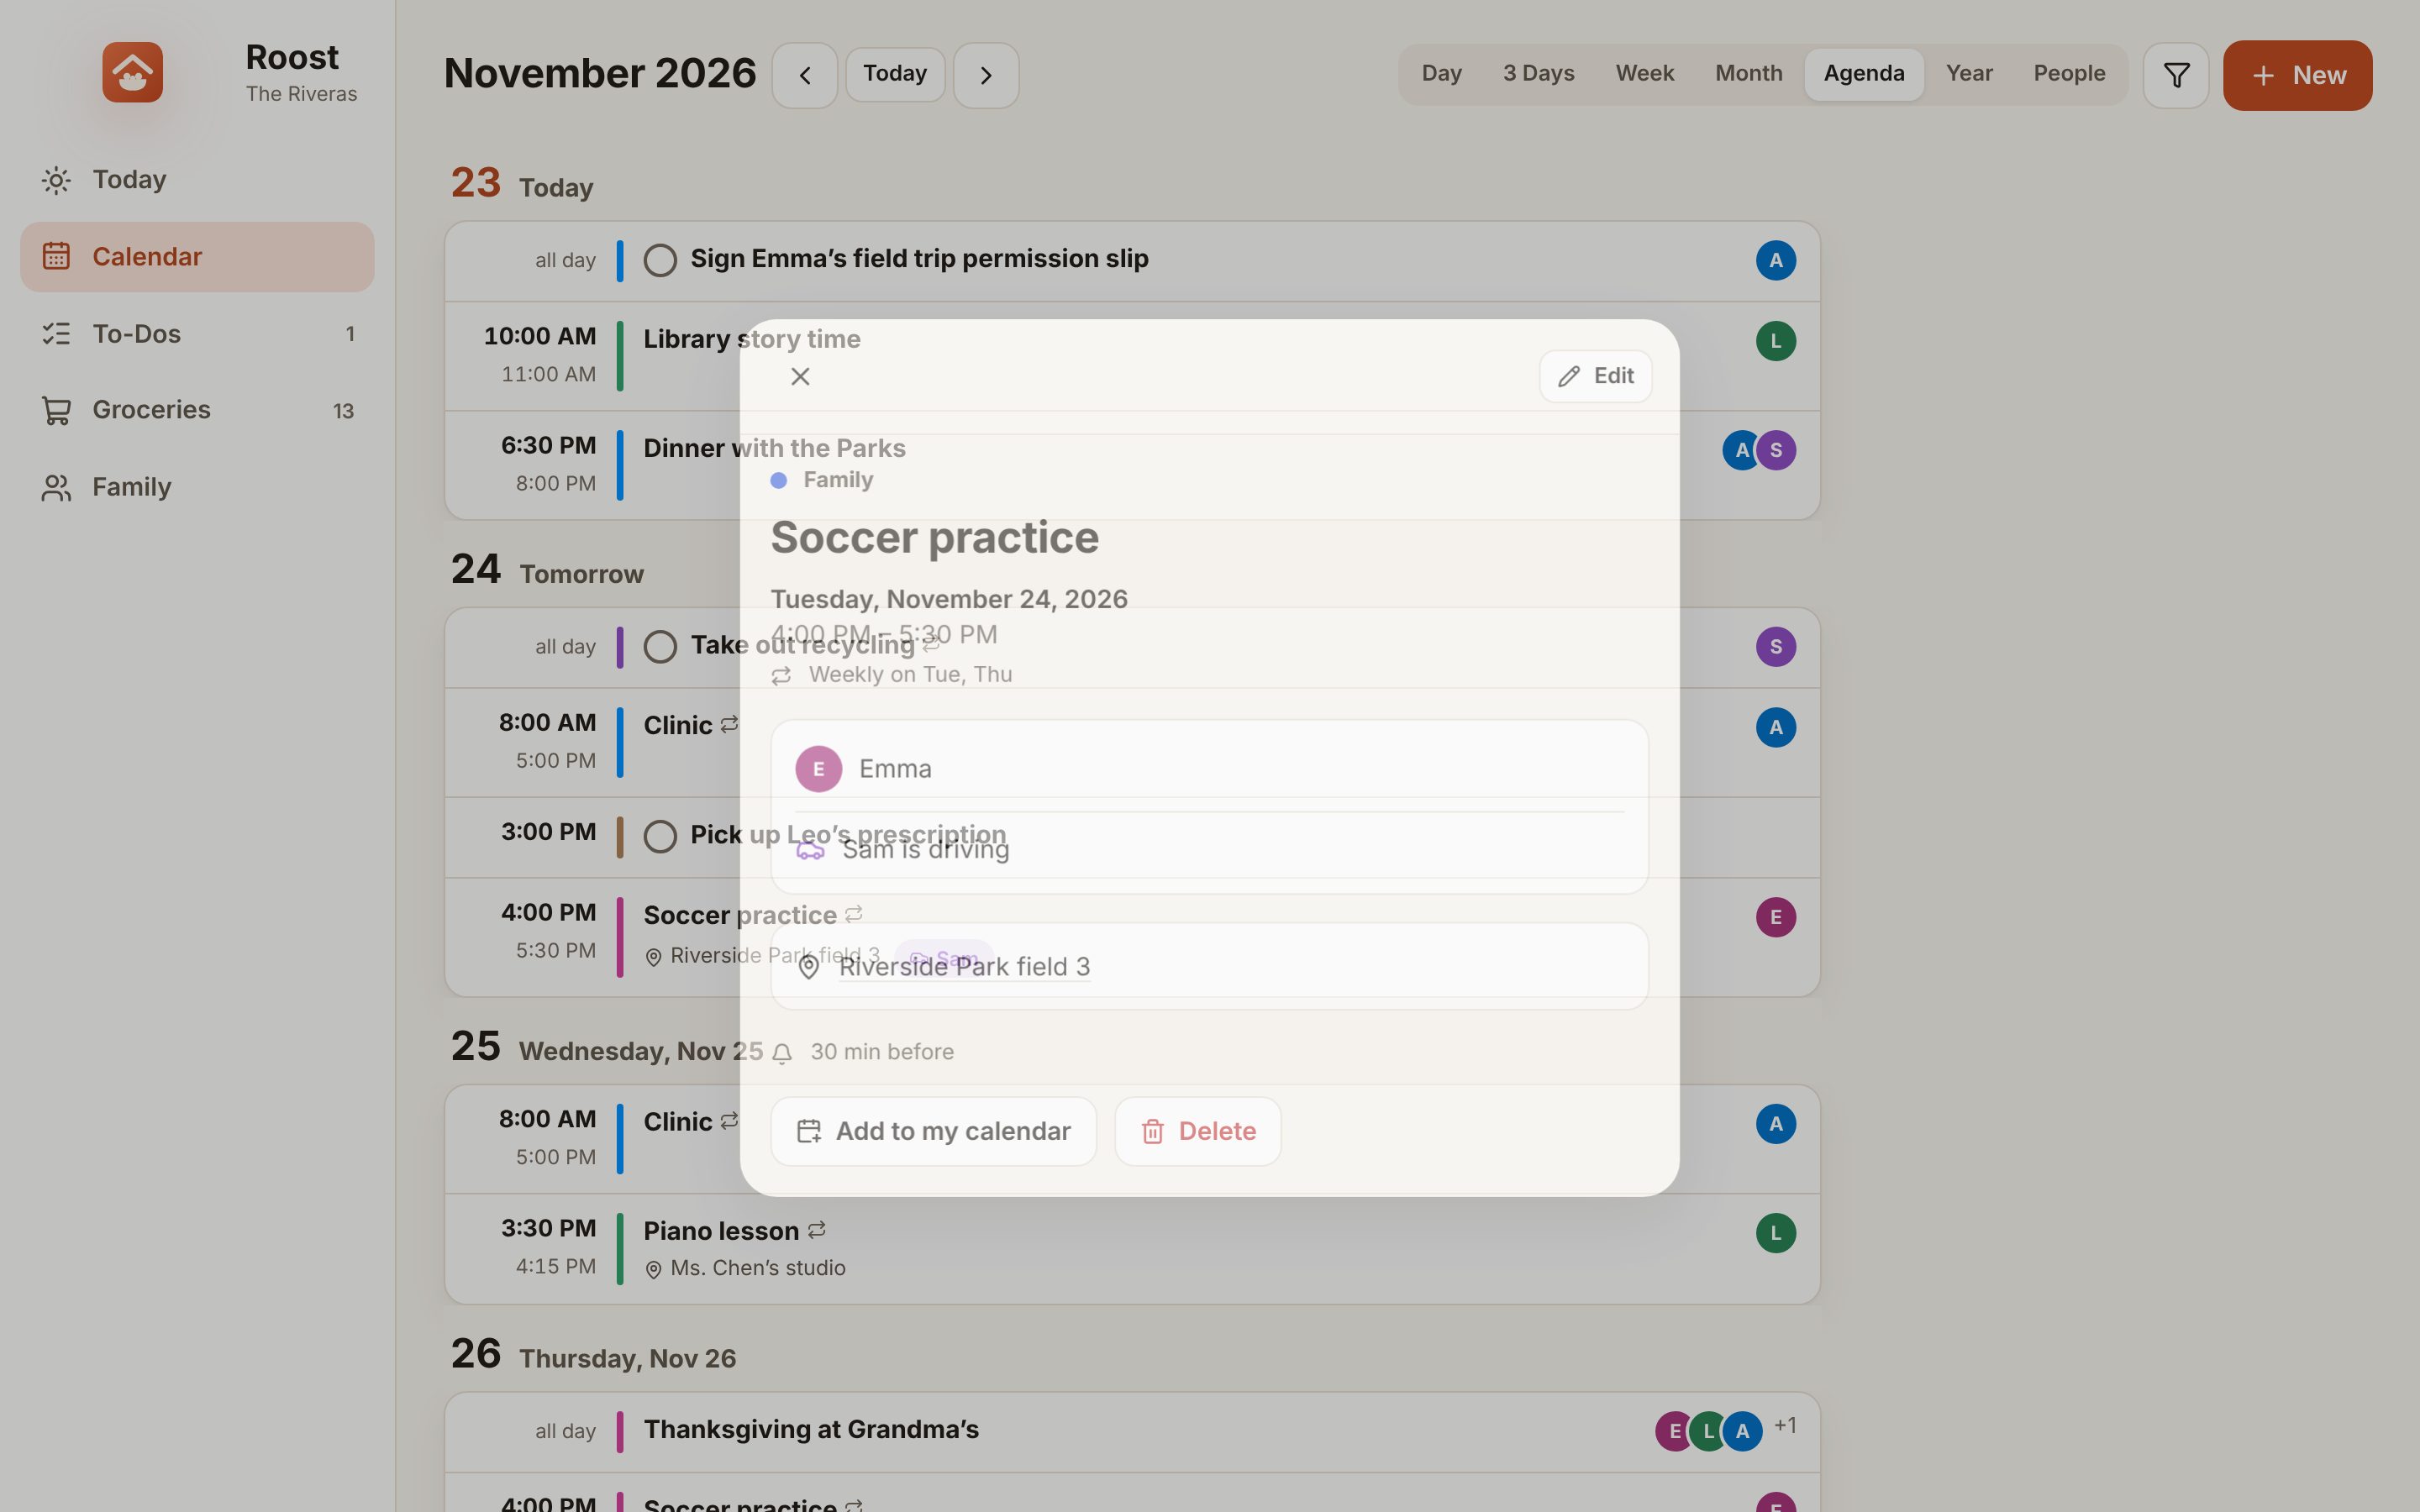 Roost
The Riveras
Today
Calendar
To-Dos 1
Groceries 13
Family
November 2026
Today
Day 3 Days Week Month Agenda Year People
New
23 Today
all day Sign Emma’s field trip permission slip A
10:00 AM Library story time L
11:00 AM
6:30 PM Dinner with the Parks A S
8:00 PM
24 Tomorrow
all day Take out recycling S
8:00 AM Clinic A
5:00 PM
3:00 PM Pick up Leo’s prescription
4:00 PM Soccer practice E
5:30 PM Riverside Park field 3 Sam
25 Wednesday, Nov 25
8:00 AM Clinic A
5:00 PM
3:30 PM Piano lesson L
4:15 PM Ms. Chen’s studio
26 Thursday, Nov 26
all day Thanksgiving at Grandma’s E L A +1
4:00 PM Soccer practice E
Edit
Family
Soccer practice
Tuesday, November 24, 2026
4:00 PM – 5:30 PM
Weekly on Tue, Thu
E Emma
Sam is driving
Riverside Park field 3
30 min before
Add to my calendar
Delete